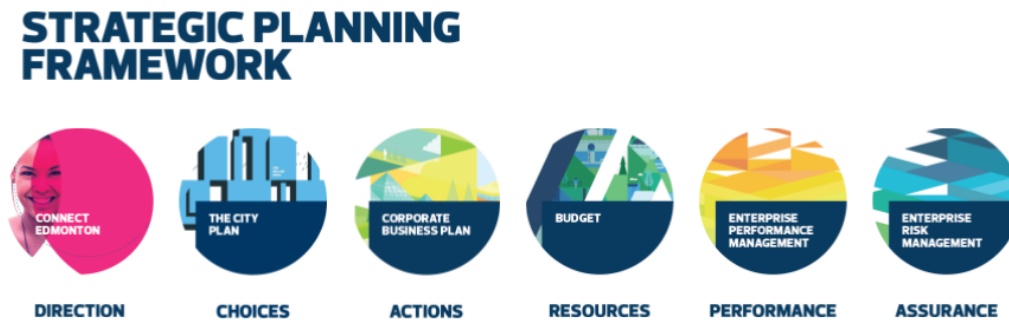 STRATEGIC PLANNING
FRAMEWORK
CONNECT
EDMONTON
THE CITY
PLAN
CORPORATE
BUSINESS PLAN
BUDGET
ENTERPRISE
PERFORMANCE
MANAGEMENT
ENTERPRISE
RISK
MANAGEMENT
DIRECTION
CHOICES
ACTIONS
RESOURCES
PERFORMANCE
ASSURANCE